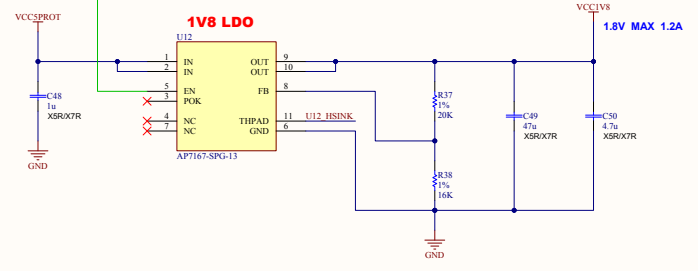 VCC5PROT
1V8 LDO
VCC1V8
1.8V MAX 1.2A
U12
1 IN OUT 9
2 IN OUT 10
5 EN FB 8
3 POK
4 NC THPAD 11 U12_HSINK
7 NC GND 6
AP7167-SPG-13
C48
1u
X5R/X7R
GND
R37
1%
20K
C49
47u
X5R/X7R
C50
4.7u
X5R/X7R
R38
1%
16K
GND